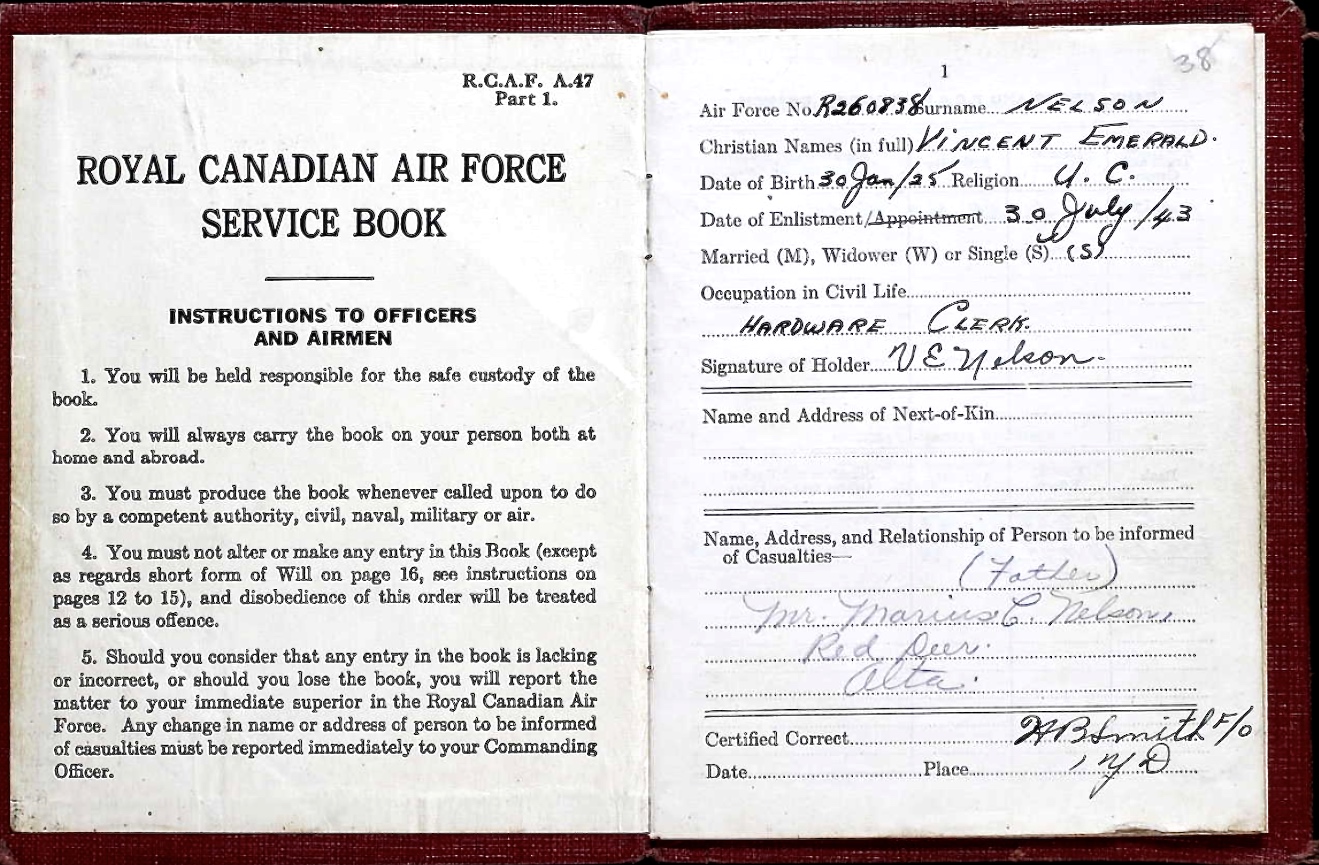 R.C.A.F. A.47
Part 1.
ROYAL CANADIAN AIR FORCE
SERVICE BOOK
INSTRUCTIONS TO OFFICERS
AND AIRMEN
1. You will be held responsible for the safe custody of the
book.
2. You will always carry the book on your person both at
home and abroad.
3. You must produce the book whenever called upon to do
so by a competent authority, civil, naval, military or air.
4. You must not alter or make any entry in this Book (except
as regards short form of Will on page 16, see instructions on
pages 12 to 15), and disobedience of this order will be treated
as a serious offence.
5. Should you consider that any entry in the book is lacking
or incorrect, or should you lose the book, you will report the
matter to your immediate superior in the Royal Canadian Air
Force. Any change in name or address of person to be informed
of casualties must be reported immediately to your Commanding
Officer.
38
1
Air Force No. R260838 Surname NELSON
Christian Names (in full) VINCENT EMERALD.
Date of Birth 30 Jan/25 Religion U. C.
Date of Enlistment/Appointment 30 July/43
Married (M), Widower (W) or Single (S) (S)
Occupation in Civil Life
HARDWARE CLERK.
Signature of Holder V E Nelson
Name and Address of Next-of-Kin
Name, Address, and Relationship of Person to be informed
of Casualties—
(Father)
Mr. Marius C. Nelson
Red Deer.
Alta.
Certified Correct HBSmith F/O
Date Place 1 Y D